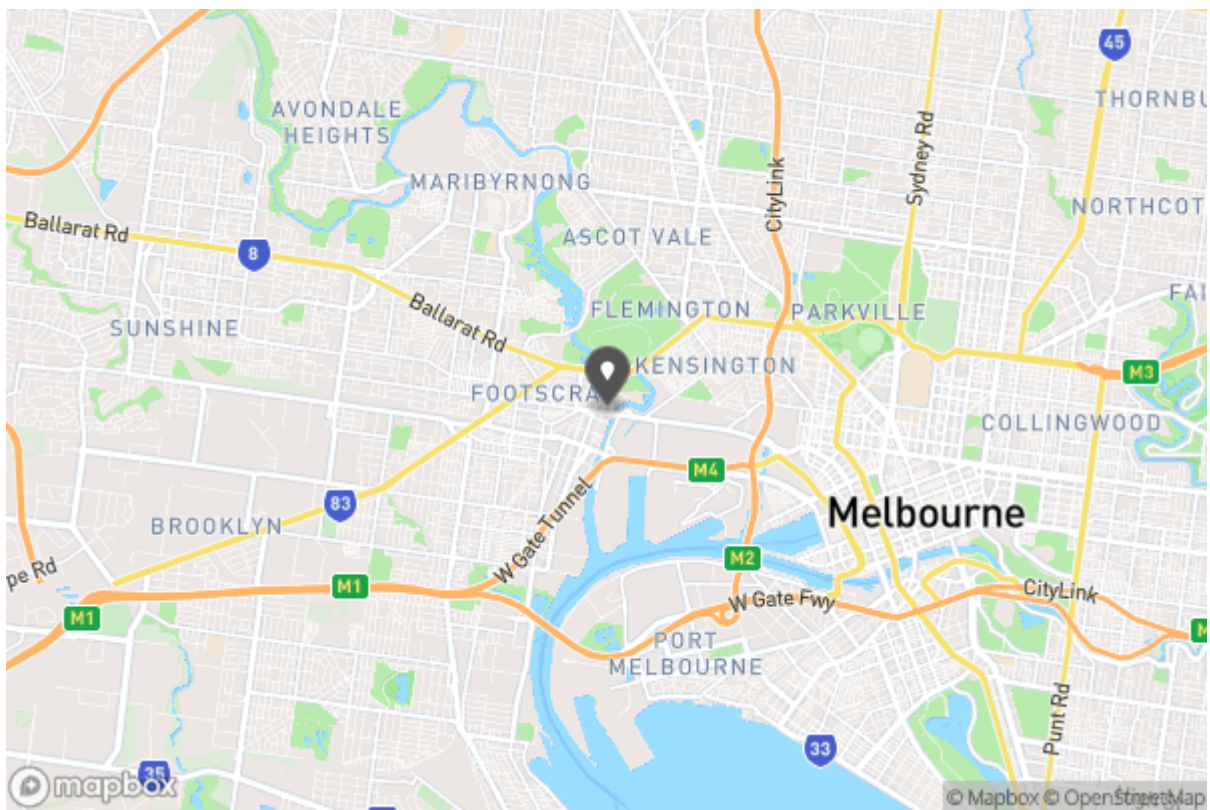 45
THORNBU
AVONDALE
HEIGHTS
CityLink
Sydney Rd
MARIBYRNONG
NORTHCOT
Ballarat Rd
8
ASCOT VALE
FAI
SUNSHINE
Ballarat Rd
FLEMINGTON
PARKVILLE
KENSINGTON
M3
FOOTSCRA
COLLINGWOOD
M4
83
W Gate Tunnel
Melbourne
BROOKLYN
M2
pe Rd
M1
CityLink
M1
W Gate Fwy
M
PORT
MELBOURNE
Punt Rd
33
35
mapbox
© Mapbox © OpenStreetMap